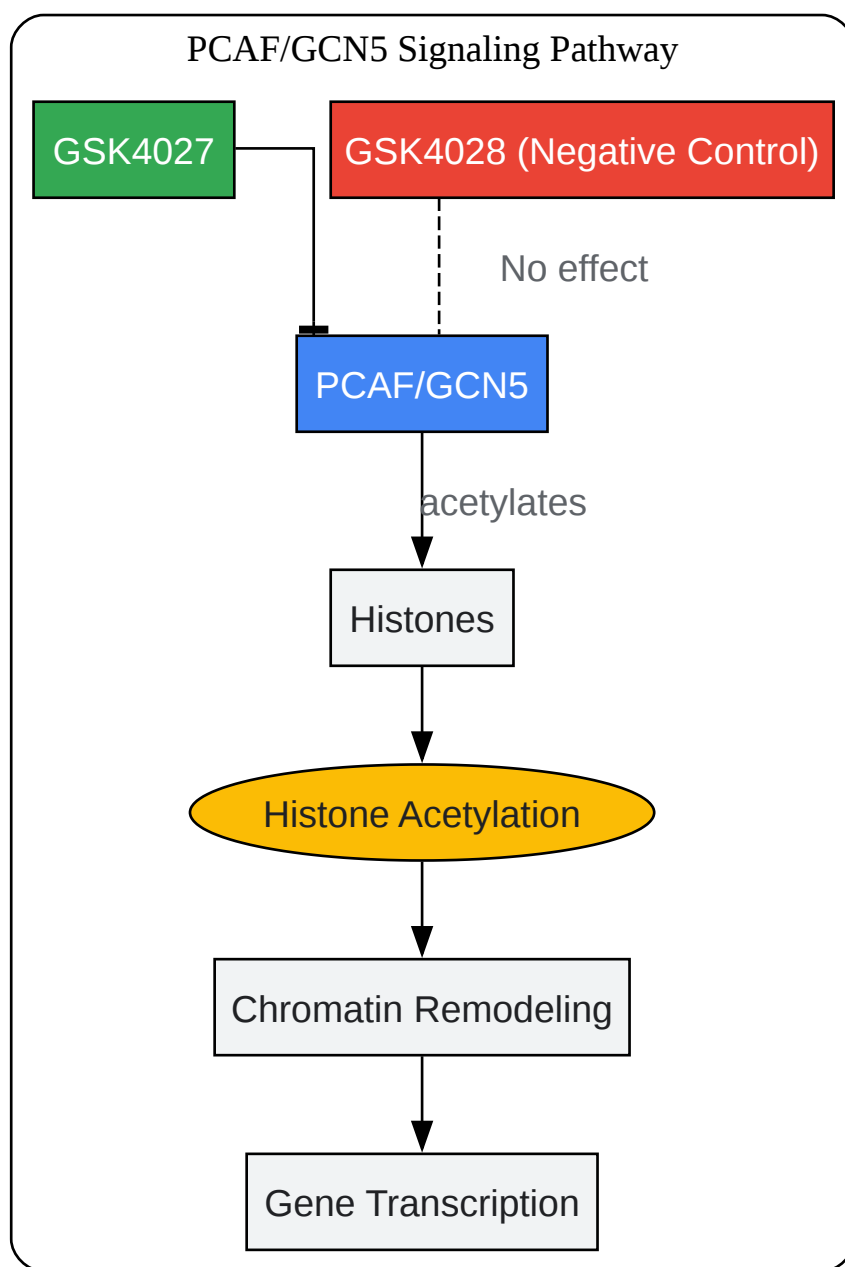 PCAF/GCN5 Signaling Pathway
GSK4027
GSK4028 (Negative Control)
No effect
PCAF/GCN5
acetylates
Histones
Histone Acetylation
Chromatin Remodeling
Gene Transcription